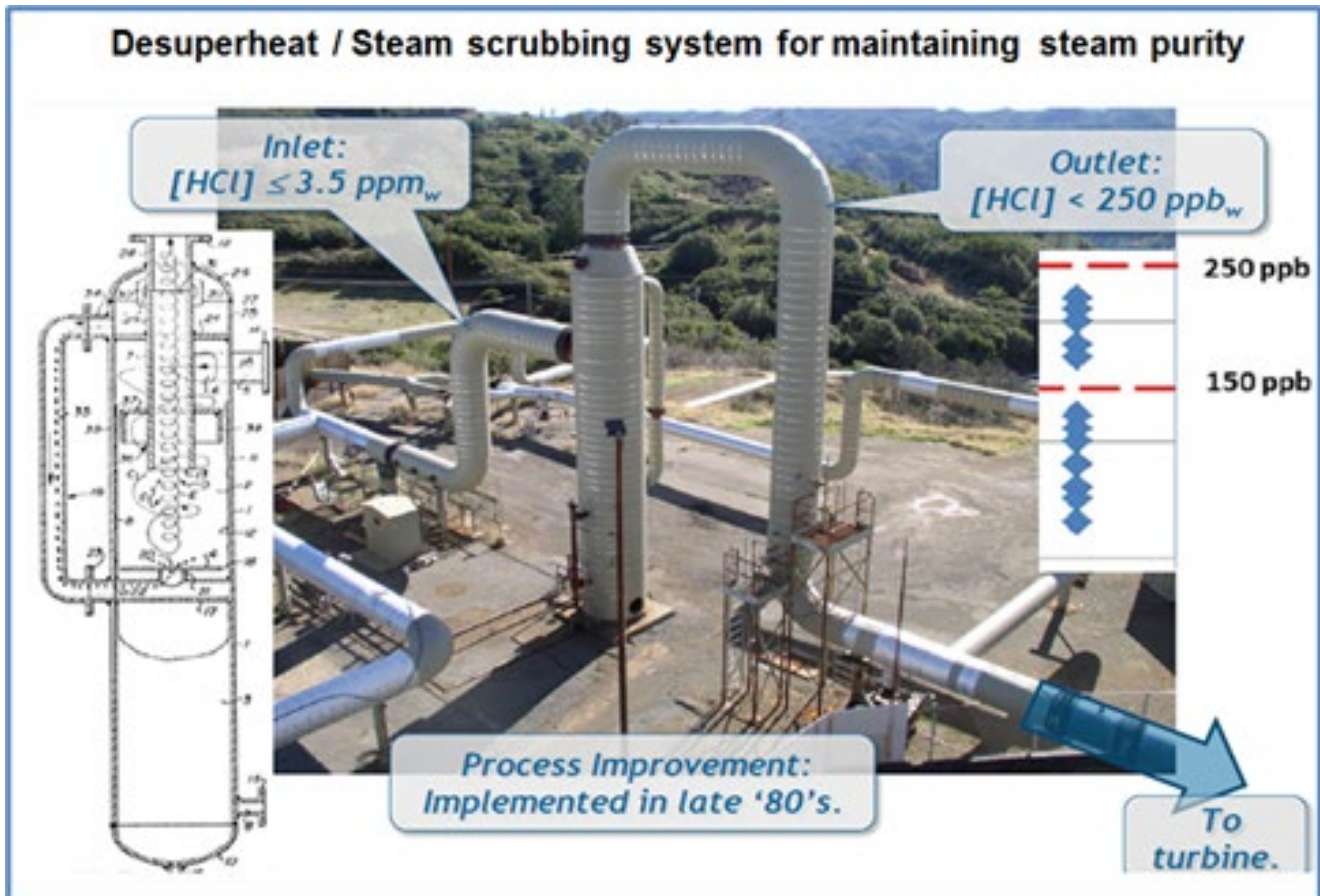 Desuperheat / Steam scrubbing system for maintaining steam purity
Inlet:
[HCl] ≤ 3.5 ppmw
Outlet:
[HCl] < 250 ppbw
250 ppb
150 ppb
Process Improvement:
Implemented in late ‘80’s.
To
turbine.